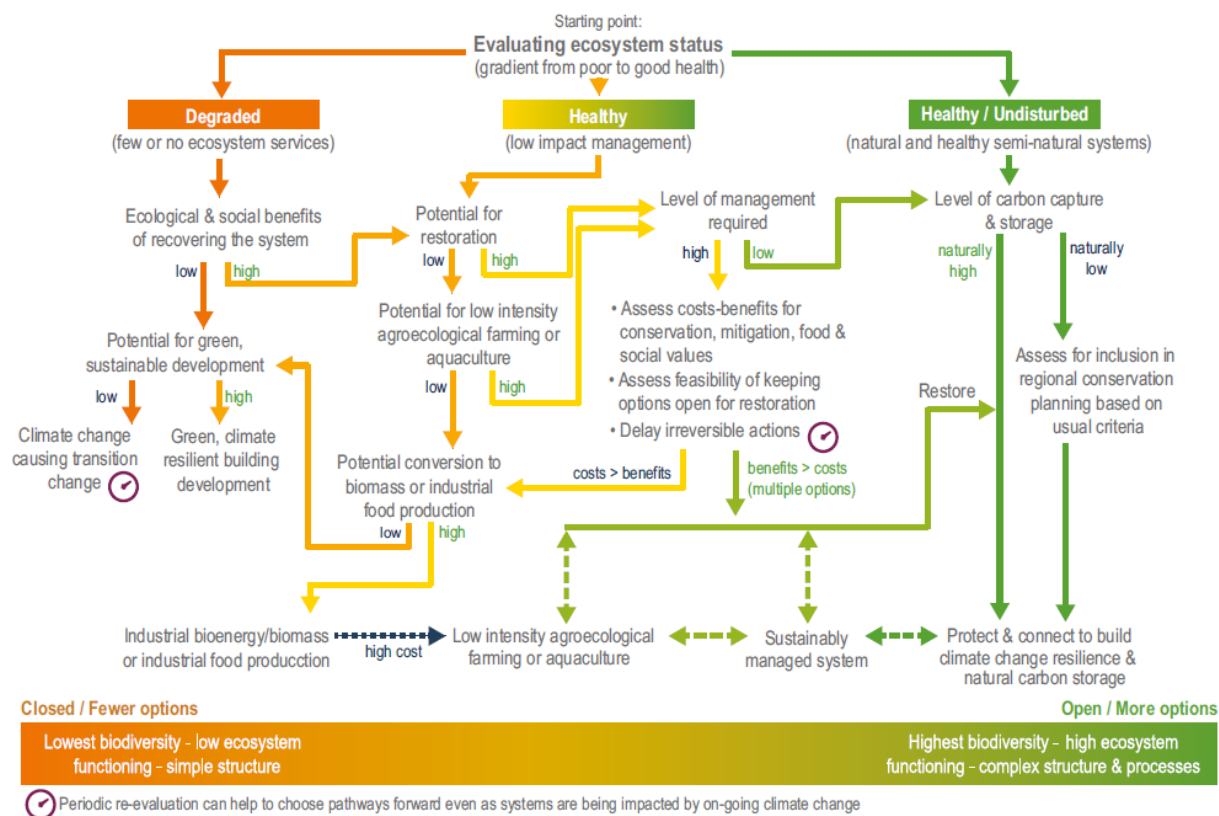 Starting point:
Evaluating ecosystem status
(gradient from poor to good health)
Degraded
(few or no ecosystem services)
Healthy
(low impact management)
Healthy / Undisturbed
(natural and healthy semi-natural systems)
Ecological & social benefits
of recovering the system
low
high
Potential for
restoration
low
high
Level of management
required
high
low
Level of carbon capture
& storage
naturally
high
naturally
low
Potential for green,
sustainable development
low
high
Climate change
causing transition
change
Green, climate
resilient building
development
Potential for low intensity
agroecological farming or
aquaculture
low
high
• Assess costs-benefits for
conservation, mitigation, food &
social values
• Assess feasibility of keeping
options open for restoration
• Delay irreversible actions
costs > benefits
benefits > costs
(multiple options)
Restore
Assess for inclusion in
regional conservation
planning based on
usual criteria
Potential conversion to
biomass or industrial
food production
low
high
Industrial bioenergy/biomass
or industrial food producction
high cost
Low intensity agroecological
farming or aquaculture
Sustainably
managed system
Protect & connect to build
climate change resilience &
natural carbon storage
Closed / Fewer options
Open / More options
Lowest biodiversity - low ecosystem
functioning - simple structure
Highest biodiversity - high ecosystem
functioning - complex structure & processes
Periodic re-evaluation can help to choose pathways forward even as systems are being impacted by on-going climate change